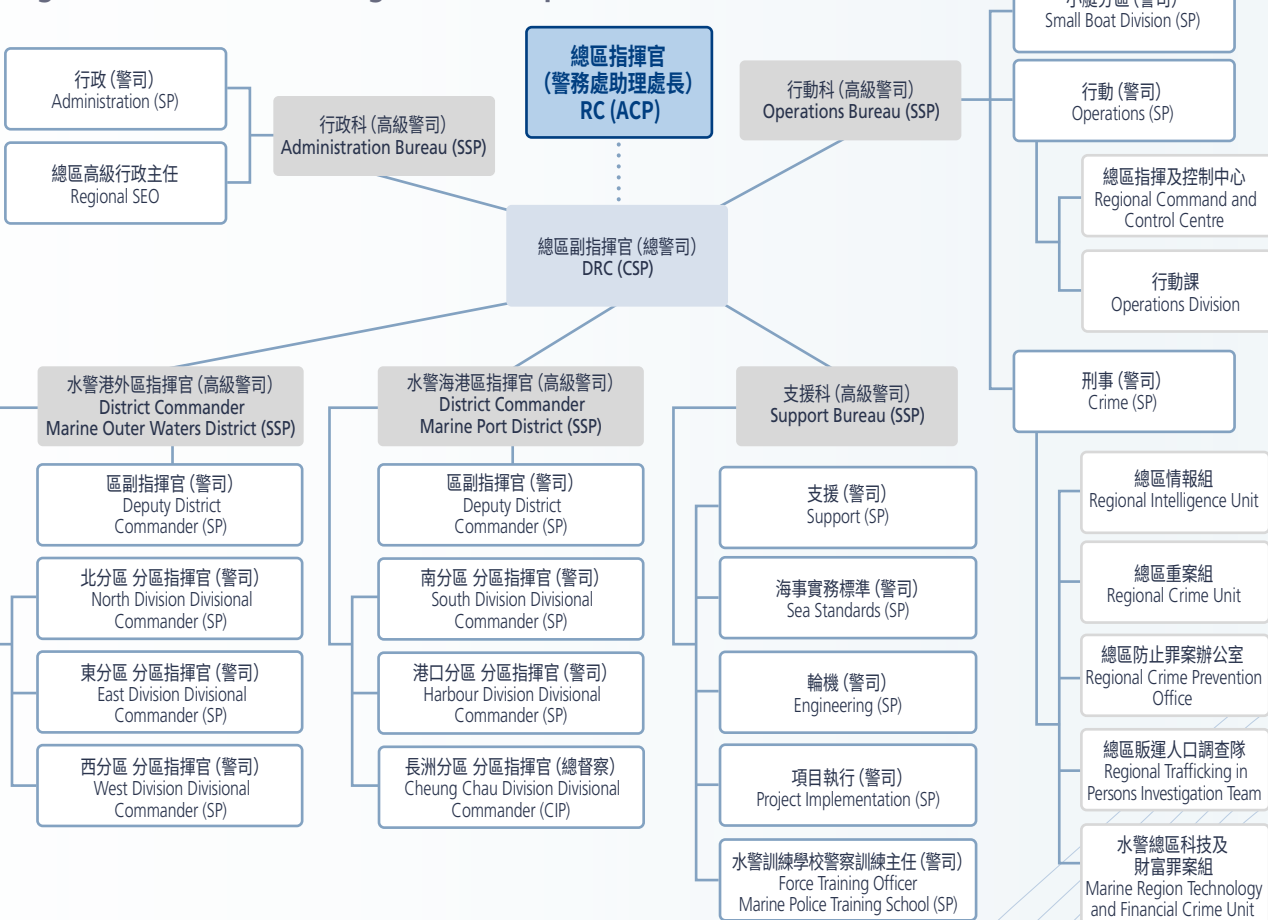 小艇分區 (警司)
Small Boat Division (SP)
總區指揮官
(警務處助理處長)
RC (ACP)
行政 (警司)
Administration (SP)
總區高級行政主任
Regional SEO
行政科 (高級警司)
Administration Bureau (SSP)
行動科 (高級警司)
Operations Bureau (SSP)
行動 (警司)
Operations (SP)
總區指揮及控制中心
Regional Command and
Control Centre
行動課
Operations Division
總區副指揮官 (總警司)
DRC (CSP)
刑事 (警司)
Crime (SP)
總區情報組
Regional Intelligence Unit
總區重案組
Regional Crime Unit
總區防止罪案辦公室
Regional Crime Prevention
Office
總區販運人口調查隊
Regional Trafficking in
Persons Investigation Team
水警總區科技及
財富罪案組
Marine Region Technology
and Financial Crime Unit
水警港外區指揮官 (高級警司)
District Commander
Marine Outer Waters District (SSP)
區副指揮官 (警司)
Deputy District
Commander (SP)
北分區 分區指揮官 (警司)
North Division Divisional
Commander (SP)
東分區 分區指揮官 (警司)
East Division Divisional
Commander (SP)
西分區 分區指揮官 (警司)
West Division Divisional
Commander (SP)
水警海港區指揮官 (高級警司)
District Commander
Marine Port District (SSP)
區副指揮官 (警司)
Deputy District
Commander (SP)
南分區 分區指揮官 (警司)
South Division Divisional
Commander (SP)
港口分區 分區指揮官 (警司)
Harbour Division Divisional
Commander (SP)
長洲分區 分區指揮官 (總督察)
Cheung Chau Division Divisional
Commander (CIP)
支援科 (高級警司)
Support Bureau (SSP)
支援 (警司)
Support (SP)
海事實務標準 (警司)
Sea Standards (SP)
輪機 (警司)
Engineering (SP)
項目執行 (警司)
Project Implementation (SP)
水警訓練學校警察訓練主任 (警司)
Force Training Officer
Marine Police Training School (SP)